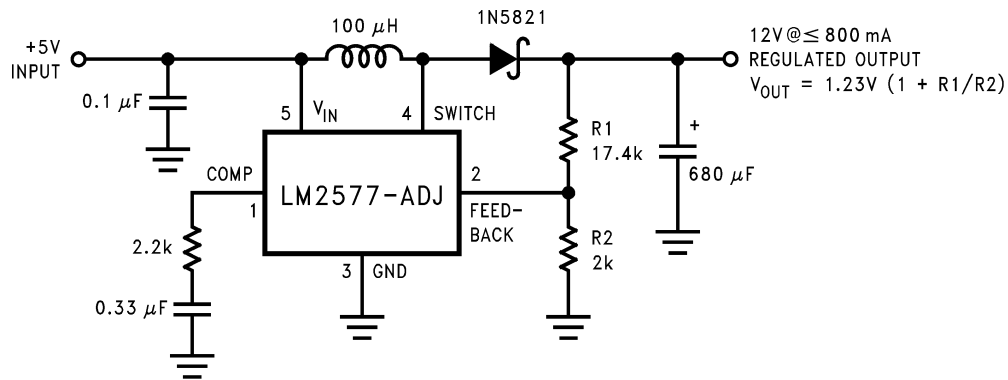 +5V
INPUT
0.1 μF
100 μH
1N5821
12V@≤ 800 mA
REGULATED OUTPUT
VOUT = 1.23V (1 + R1/R2)
5
VIN
4
SWITCH
R1
17.4k
+
680 μF
COMP
1
LM2577-ADJ
2
FEED-
BACK
R2
2k
2.2k
3
GND
0.33 μF